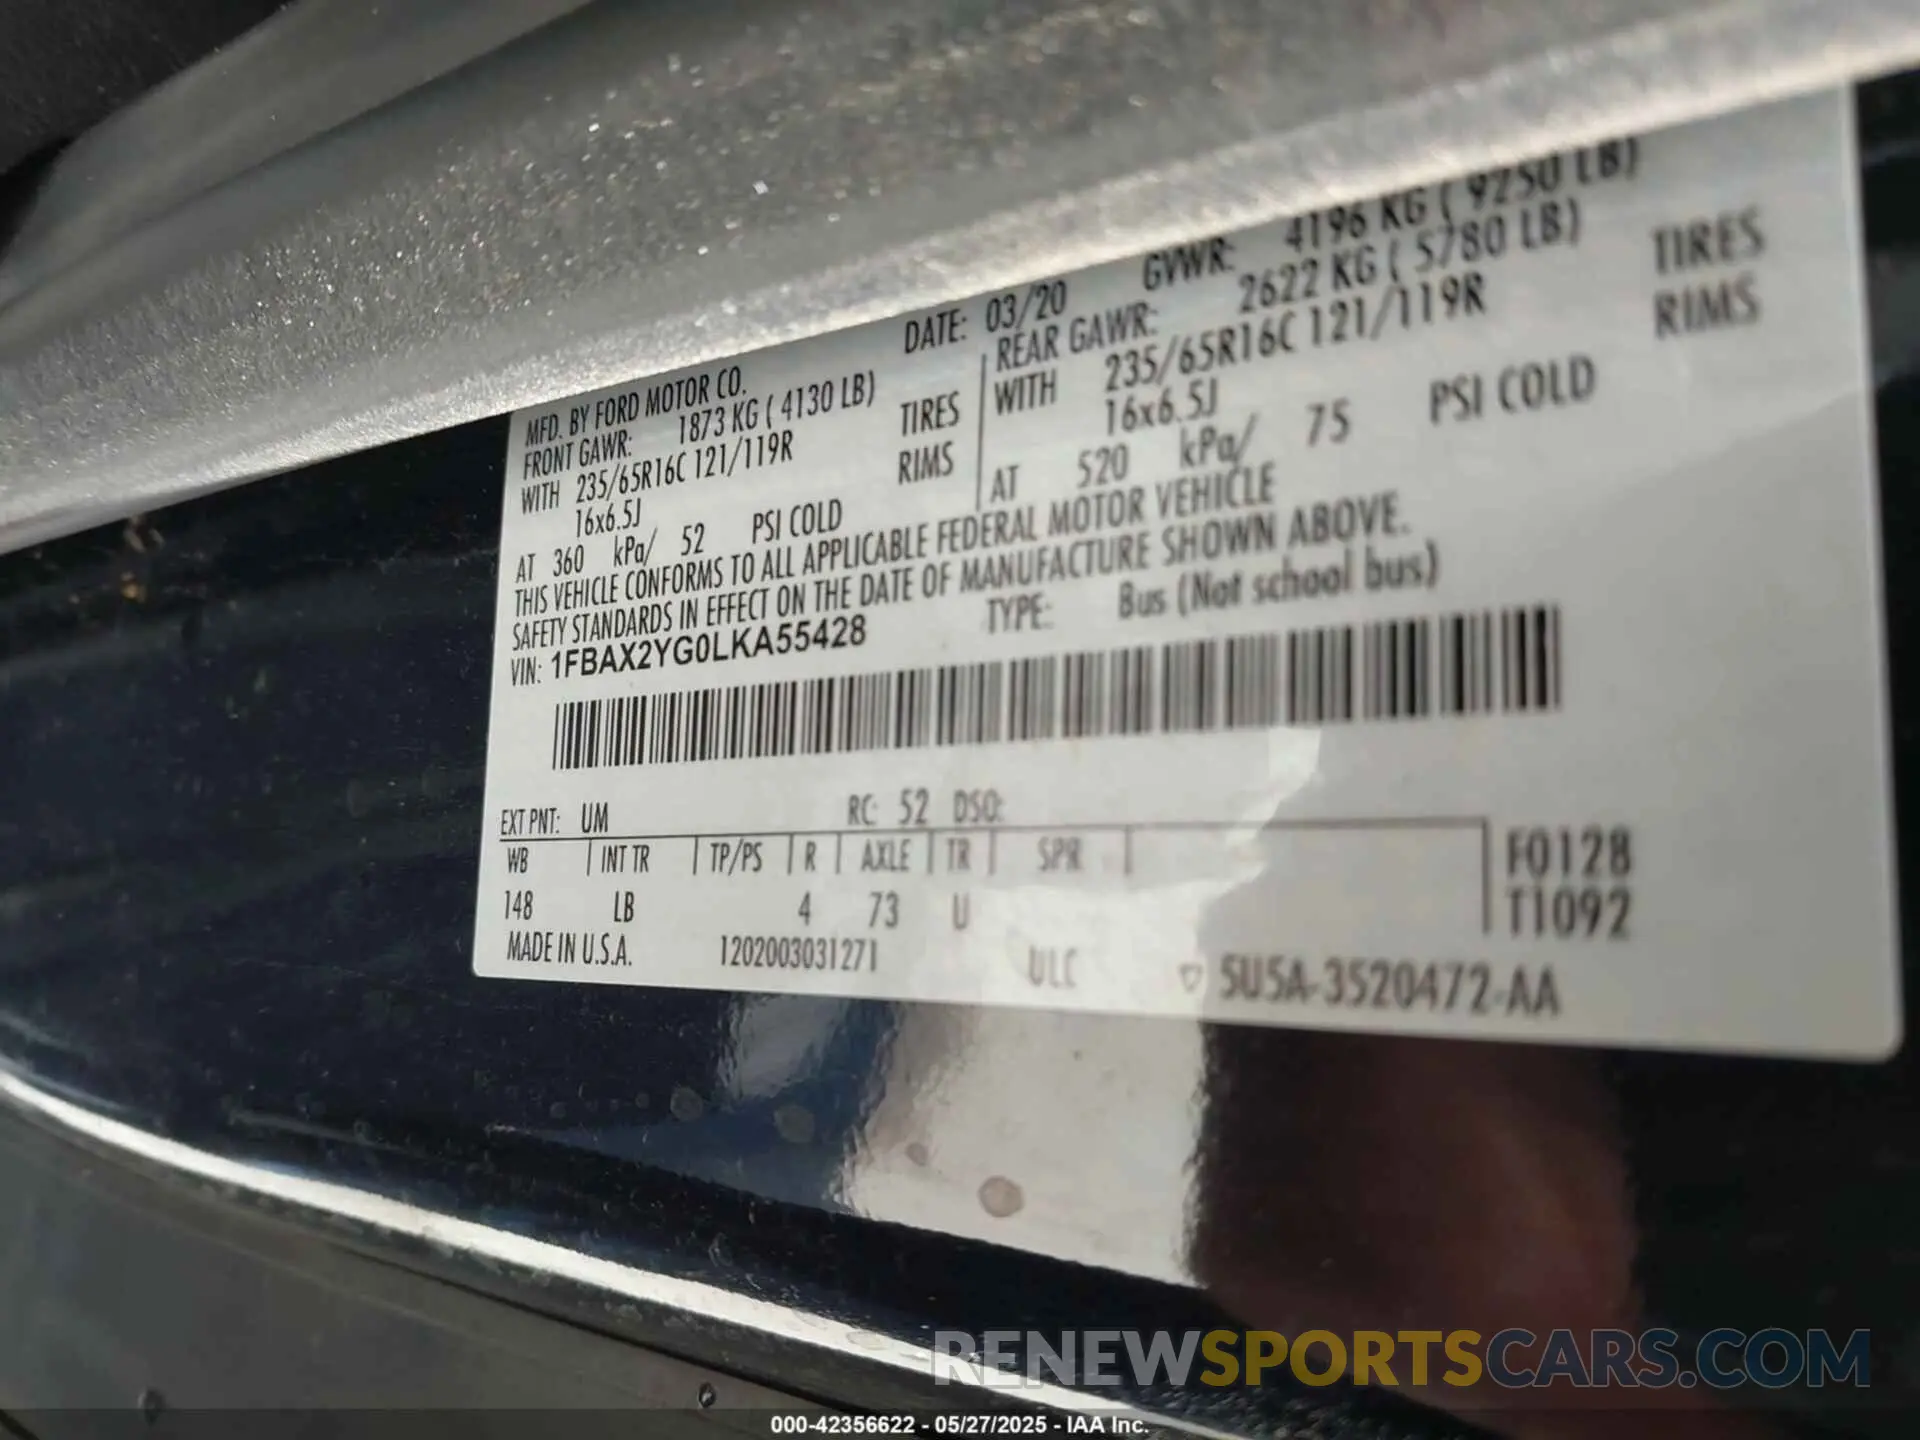 MFD. BY FORD MOTOR CO. DATE: 03/20 GVWR: 4196 KG ( 9250 LB)
FRONT GAWR: 1873 KG ( 4130 LB) REAR GAWR: 2622 KG ( 5780 LB)
WITH 235/65R16C 121/119R TIRES WITH 235/65R16C 121/119R TIRES
16x6.5J RIMS 16x6.5J RIMS
AT 360 kPa/ 52 PSI COLD AT 520 kPa/ 75 PSI COLD
THIS VEHICLE CONFORMS TO ALL APPLICABLE FEDERAL MOTOR VEHICLE
SAFETY STANDARDS IN EFFECT ON THE DATE OF MANUFACTURE SHOWN ABOVE.
VIN: 1FBAX2YG0LKA55428 TYPE: Bus (Not school bus)
EXT PNT: UM RC: 52 DSO:
WB INT TR TP/PS R AXLE TR SPR F0128
148 LB 4 73 U T1092
MADE IN U.S.A. 1202003031271 ULC 5U5A-3520472-AA
RENEWSPORTSCARS.COM
000-42356622 - 05/27/2025 - IAA Inc.